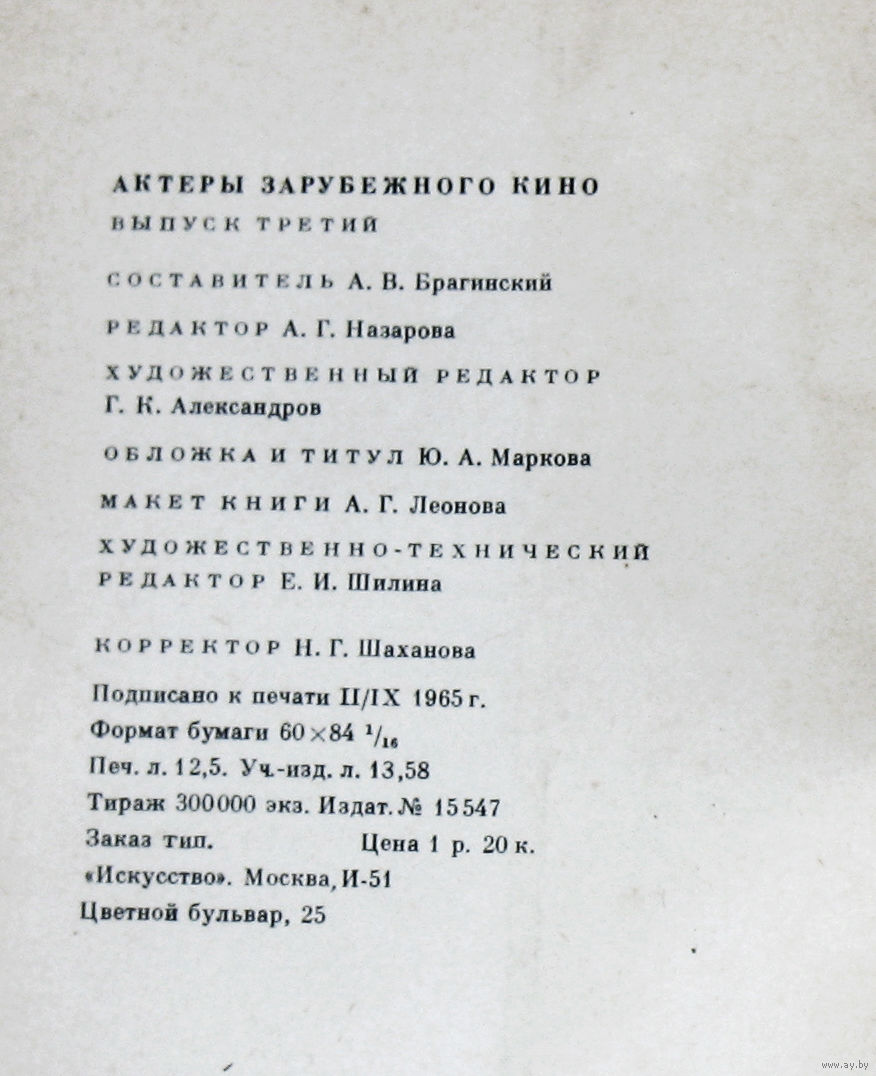 АКТЕРЫ ЗАРУБЕЖНОГО КИНО
ВЫПУСК ТРЕТИЙ
СОСТАВИТЕЛЬ А. В. Брагинский
РЕДАКТОР А. Г. Назарова
ХУДОЖЕСТВЕННЫЙ РЕДАКТОР
Г. К. Александров
ОБЛОЖКА И ТИТУЛ Ю. А. Маркова
МАКЕТ КНИГИ А. Г. Леонова
ХУДОЖЕСТВЕННО-ТЕХНИЧЕСКИЙ
РЕДАКТОР Е. И. Шилина
КОРРЕКТОР Н. Г. Шаханова
Подписано к печати II/IX 1965 г.
Формат бумаги 60×84 1/16
Печ. л. 12,5. Уч.-изд. л. 13,58
Тираж 300000 экз. Издат. № 15547
Заказ тип. Цена 1 р. 20 к.
«Искусство». Москва, И-51
Цветной бульвар, 25
www.ay.by